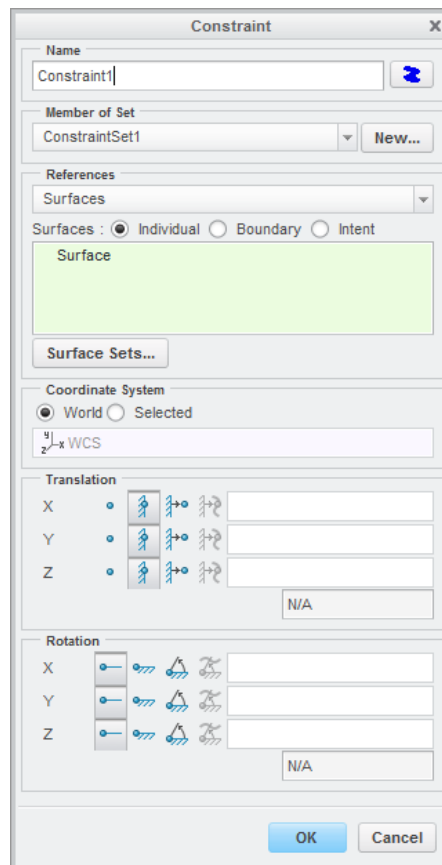 Constraint x
Name
Constraint1
Member of Set
ConstraintSet1 New...
References
Surfaces
Surfaces : Individual Boundary Intent
Surface
Surface Sets...
Coordinate System
World Selected
y z x WCS
Translation
X
Y
Z
N/A
Rotation
X
Y
Z
N/A
OK Cancel